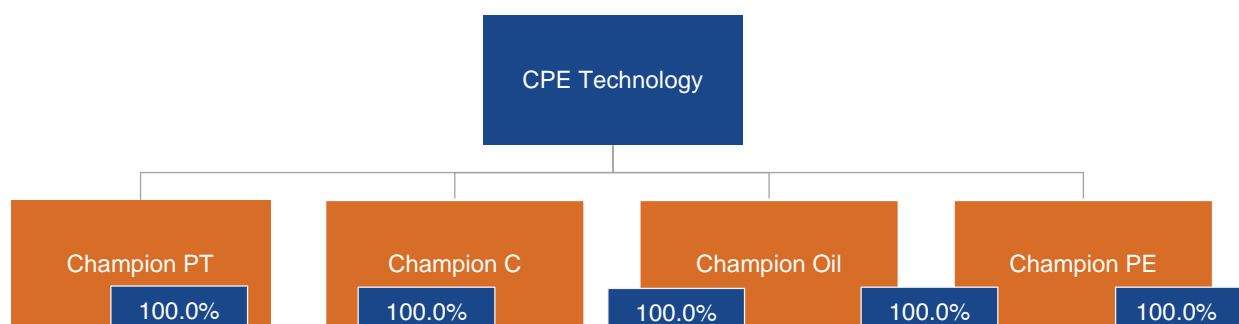 CPE Technology
Champion PT
Champion C
Champion Oil
Champion PE
100.0%
100.0%
100.0%
100.0%
100.0%